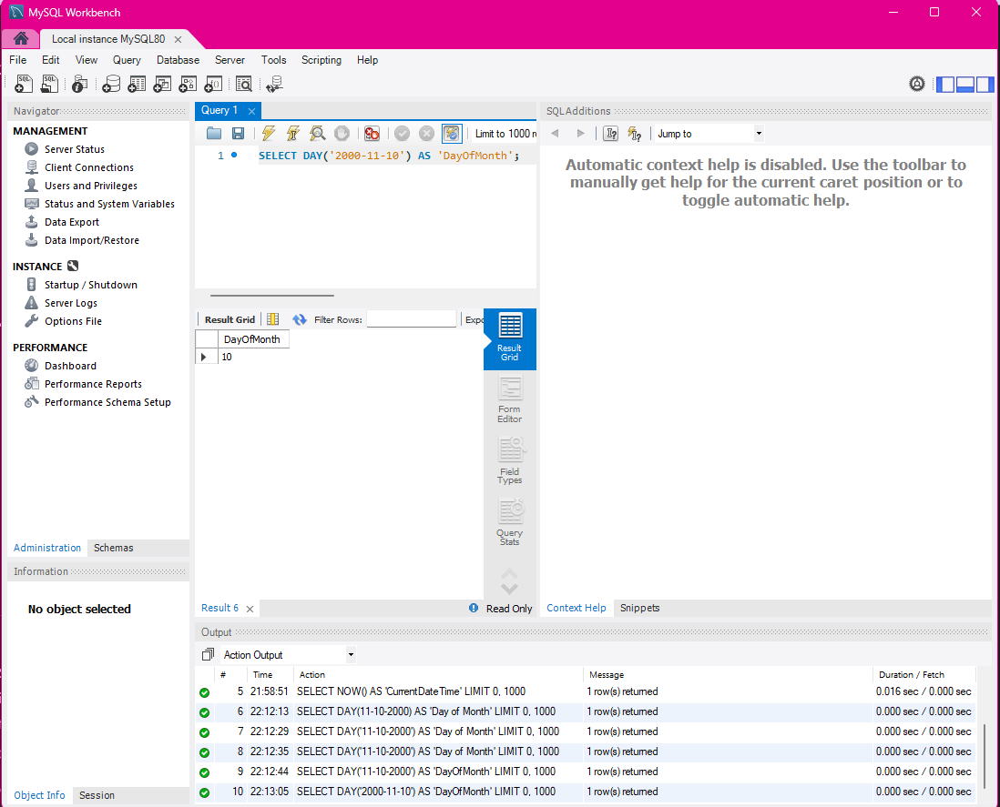 MySQL Workbench
Local instance MySQL80
File Edit View Query Database Server Tools Scripting Help
Navigator
MANAGEMENT
Server Status
Client Connections
Users and Privileges
Status and System Variables
Data Export
Data Import/Restore
INSTANCE
Startup / Shutdown
Server Logs
Options File
PERFORMANCE
Dashboard
Performance Reports
Performance Schema Setup
Administration Schemas
Information
No object selected
Object Info Session
Query 1
Limit to 1000 r
1 SELECT DAY('2000-11-10') AS 'DayOfMonth';
Result Grid Filter Rows: Expo
DayOfMonth
10
Result
Grid
Form
Editor
Field
Types
Query
Stats
Result 6 Read Only
SQLAdditions
Jump to
Automatic context help is disabled. Use the toolbar to
manually get help for the current caret position or to
toggle automatic help.
Context Help Snippets
Output
Action Output
# Time Action Message Duration / Fetch
5 21:58:51 SELECT NOW() AS 'CurrentDateTime' LIMIT 0, 1000 1 row(s) returned 0.016 sec / 0.000 sec
6 22:12:13 SELECT DAY(11-10-2000) AS 'Day of Month' LIMIT 0, 1000 1 row(s) returned 0.000 sec / 0.000 sec
7 22:12:29 SELECT DAY('11-10-2000') AS 'Day of Month' LIMIT 0, 1000 1 row(s) returned 0.000 sec / 0.000 sec
8 22:12:35 SELECT DAY('11-10-2000') AS 'Day of Month' LIMIT 0, 1000 1 row(s) returned 0.000 sec / 0.000 sec
9 22:12:44 SELECT DAY('11-10-2000') AS 'DayOfMonth' LIMIT 0, 1000 1 row(s) returned 0.000 sec / 0.000 sec
10 22:13:05 SELECT DAY('2000-11-10') AS 'DayOfMonth' LIMIT 0, 1000 1 row(s) returned 0.000 sec / 0.000 sec